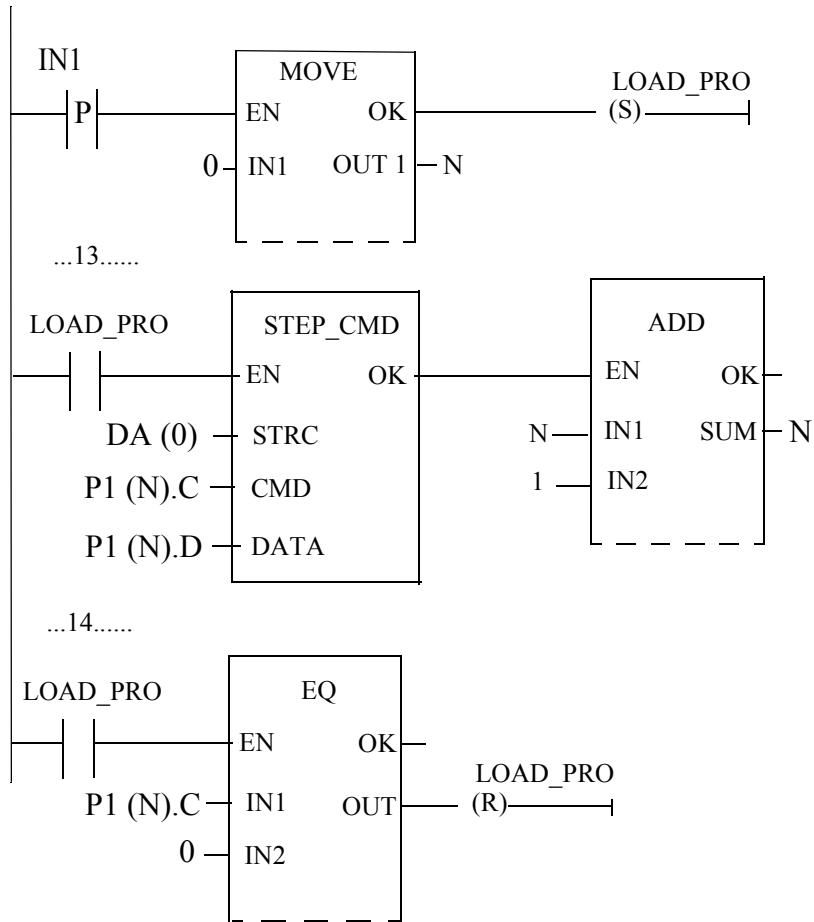 IN1
MOVE
LOAD_PRO
P
EN OK
(S)
0 IN1 OUT 1 N
...13......
LOAD_PRO
STEP_CMD
ADD
EN OK
EN OK
DA (0) STRC
N IN1 SUM N
P1 (N).C CMD
1 IN2
P1 (N).D DATA
...14......
LOAD_PRO
EQ
EN OK
LOAD_PRO
P1 (N).C IN1 OUT (R)
0 IN2